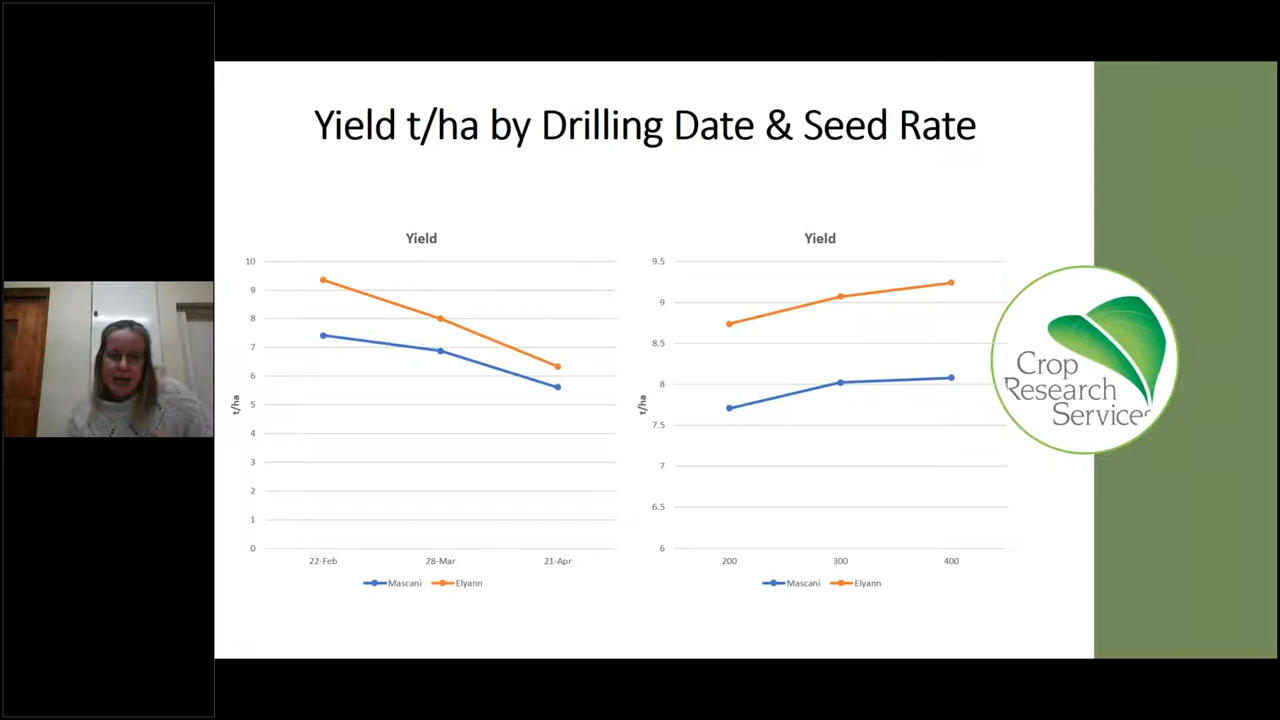 Yield t/ha by Drilling Date & Seed Rate
Yield
10
9
8
7
6
5
4
3
2
1
0
t/ha
22-Feb 28-Mar 21-Apr
Mascani Elyann
Yield
9.5
9
8.5
8
7.5
7
6.5
6
t/ha
200 300 400
Mascani Elyann
Crop
Research
Services